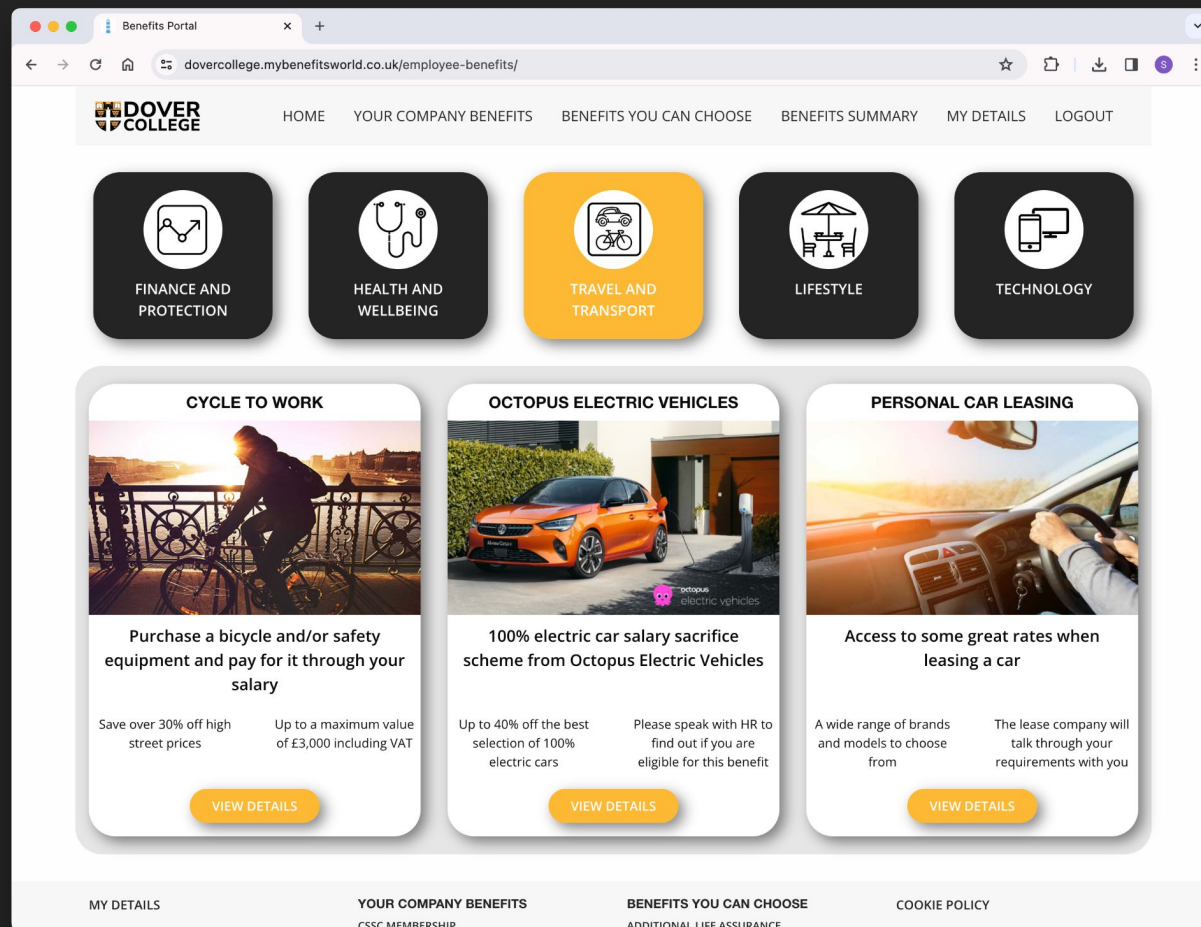 Benefits Portal
dovercollege.mybenefitsworld.co.uk/employee-benefits/
S
DOVER
COLLEGE
HOME YOUR COMPANY BENEFITS BENEFITS YOU CAN CHOOSE BENEFITS SUMMARY MY DETAILS LOGOUT
FINANCE AND
PROTECTION
HEALTH AND
WELLBEING
TRAVEL AND
TRANSPORT
LIFESTYLE
TECHNOLOGY
CYCLE TO WORK
Purchase a bicycle and/or safety
equipment and pay for it through your
salary
Save over 30% off high
street prices
Up to a maximum value
of £3,000 including VAT
VIEW DETAILS
OCTOPUS ELECTRIC VEHICLES
octopus
electric vehicles
100% electric car salary sacrifice
scheme from Octopus Electric Vehicles
Up to 40% off the best
selection of 100%
electric cars
Please speak with HR to
find out if you are
eligible for this benefit
VIEW DETAILS
PERSONAL CAR LEASING
Access to some great rates when
leasing a car
A wide range of brands
and models to choose
from
The lease company will
talk through your
requirements with you
VIEW DETAILS
MY DETAILS
YOUR COMPANY BENEFITS
CSSC MEMBERSHIP
BENEFITS YOU CAN CHOOSE
ADDITIONAL LIFE ASSURANCE
COOKIE POLICY